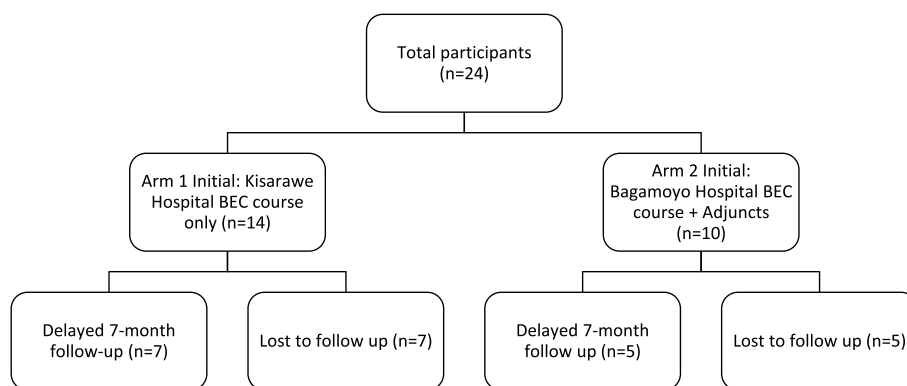 Total participants
(n=24)
Arm 1 Initial: Kisarawe
Hospital BEC course
only (n=14)
Arm 2 Initial:
Bagamoyo Hospital BEC
course + Adjuncts
(n=10)
Delayed 7-month
follow-up (n=7)
Lost to follow up (n=7)
Delayed 7-month
follow up (n=5)
Lost to follow up (n=5)